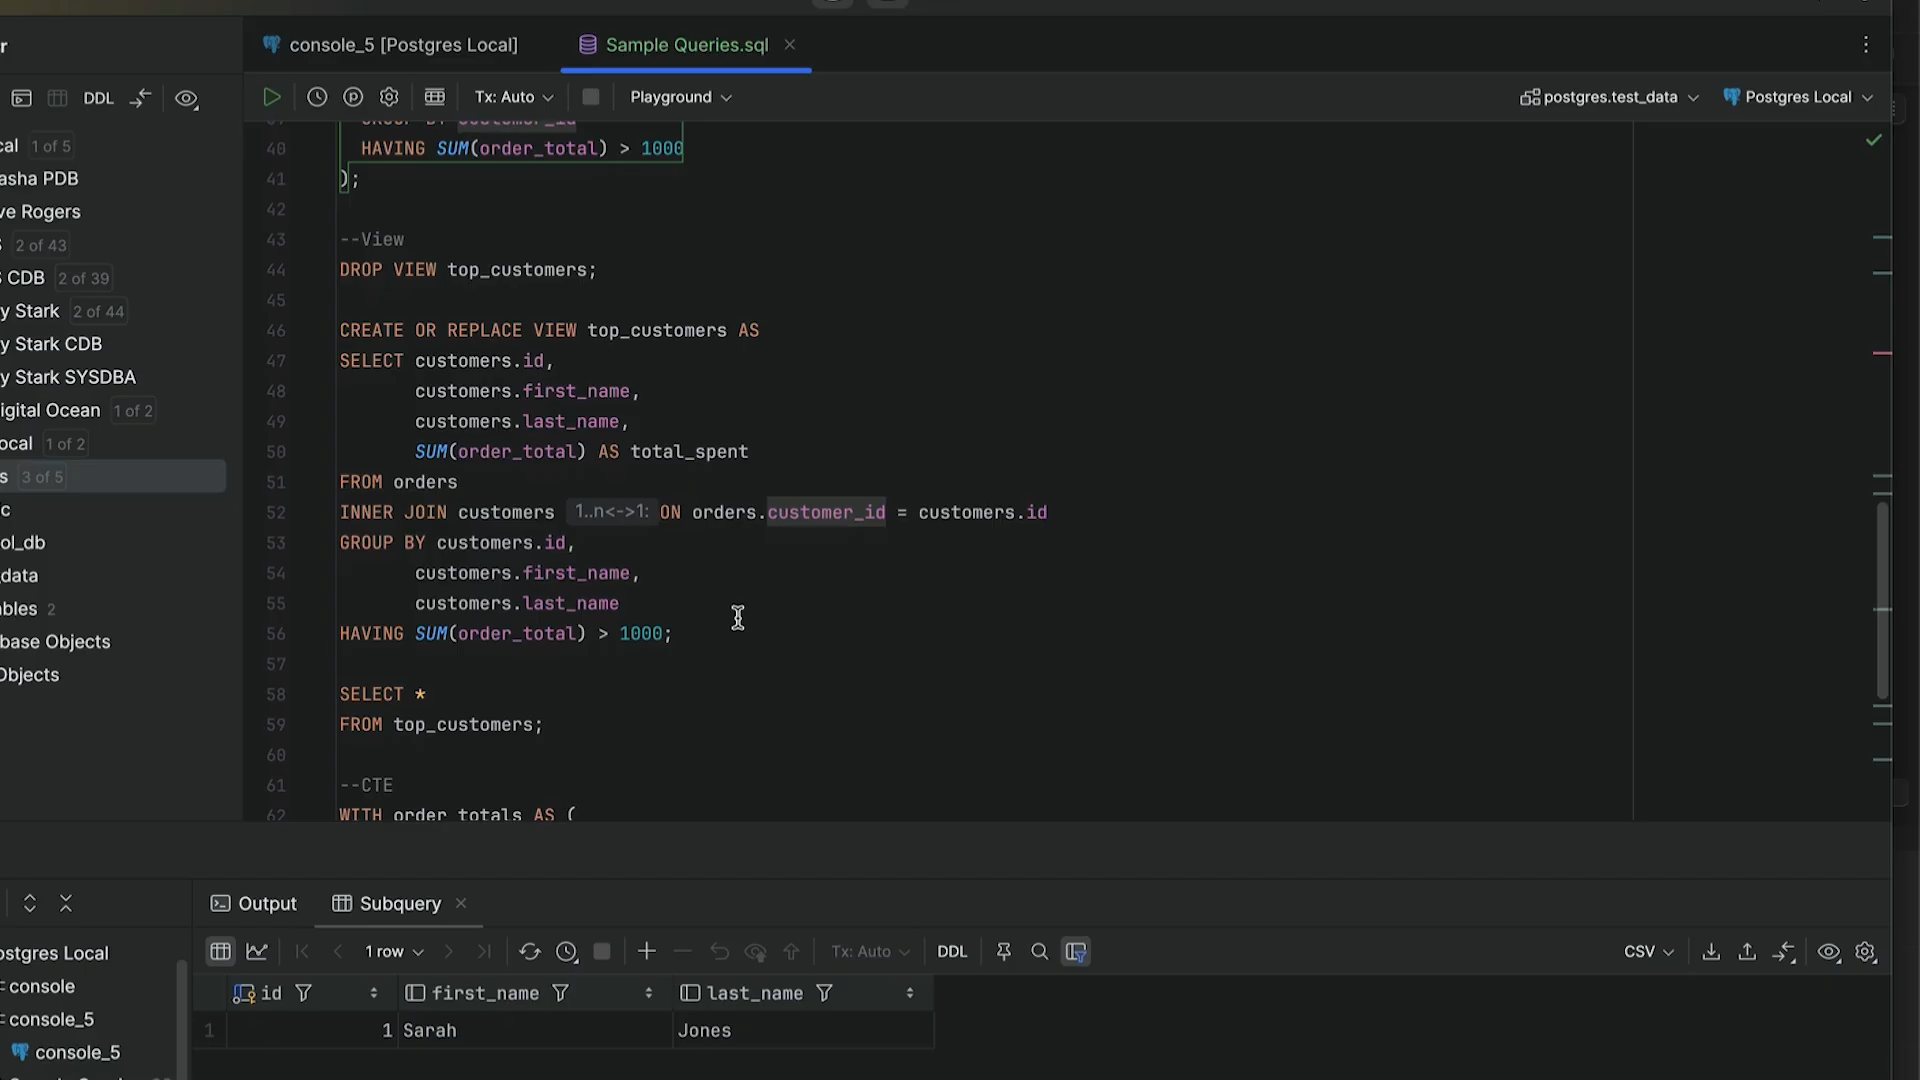 r
console_5 [Postgres Local]
Sample Queries.sql
DDL
Tx: Auto
Playground
postgres.test_data
Postgres Local
cal 1 of 5
asha PDB
ve Rogers
S 2 of 43
S CDB 2 of 39
y Stark 2 of 44
y Stark CDB
y Stark SYSDBA
igital Ocean 1 of 2
ocal 1 of 2
s 3 of 5
c
ol_db
_data
ables 2
base Objects
Objects
39 GROUP BY customer_id
40 HAVING SUM(order_total) > 1000
41 );
42
43 --View
44 DROP VIEW top_customers;
45
46 CREATE OR REPLACE VIEW top_customers AS
47 SELECT customers.id,
48 customers.first_name,
49 customers.last_name,
50 SUM(order_total) AS total_spent
51 FROM orders
52 INNER JOIN customers 1..n<->1: ON orders.customer_id = customers.id
53 GROUP BY customers.id,
54 customers.first_name,
55 customers.last_name
56 HAVING SUM(order_total) > 1000;
57
58 SELECT *
59 FROM top_customers;
60
61 --CTE
62 WITH order_totals AS (
ostgres Local
console
console_5
console_5
Output
Subquery
1 row
Tx: Auto
DDL
CSV
id first_name last_name
1 1 Sarah Jones